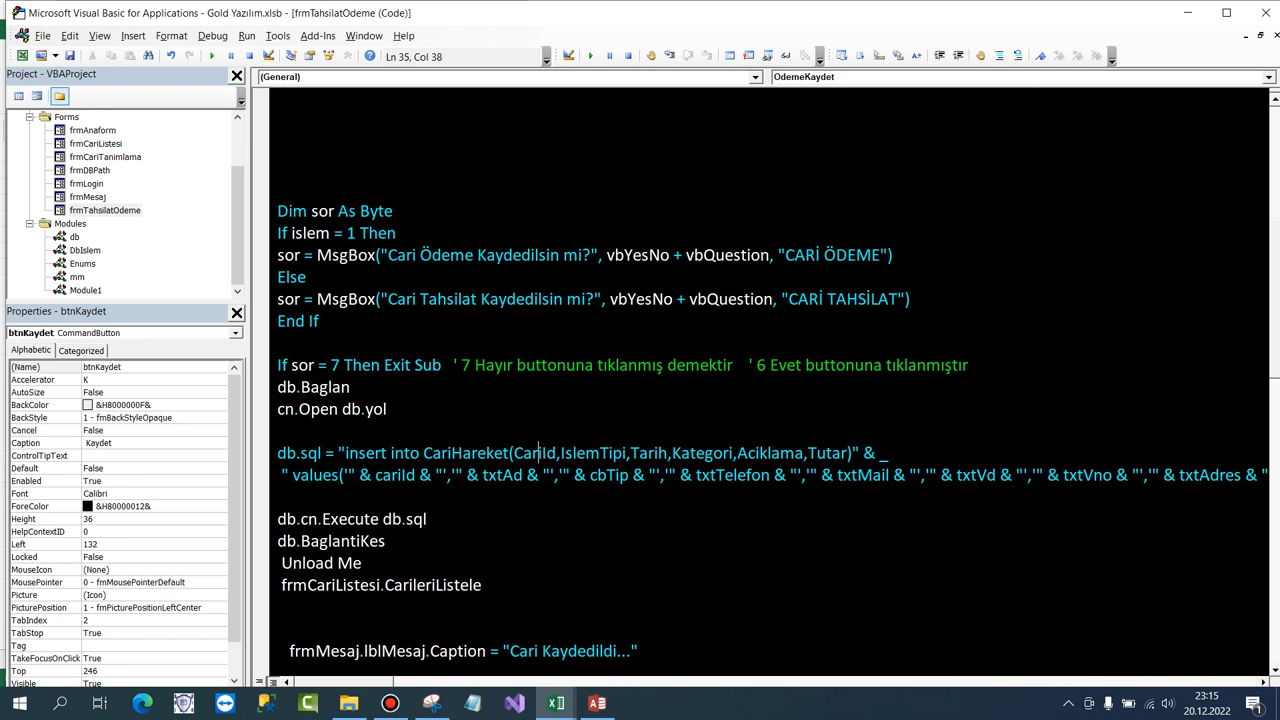 Microsoft Visual Basic for Applications - Gold Yazılım.xlsb - [frmTahsilatOdeme (Code)]
File Edit View Insert Format Debug Run Tools Add-Ins Window Help
Ln 35, Col 38
Project - VBAProject
(General)
OdemeKaydet
Forms
frmAnaform
frmCariListesi
frmCariTanimlama
frmDBPath
frmLogin
frmMesaj
frmTahsilatOdeme
Modules
db
DbIslem
Enums
mm
Module1
Properties - btnKaydet
btnKaydet CommandButton
Alphabetic Categorized
(Name) btnKaydet
Accelerator K
AutoSize False
BackColor &H8000000F&
BackStyle 1 - fmBackStyleOpaque
Cancel False
Caption Kaydet
ControlTipText
Default False
Enabled True
Font Calibri
ForeColor &H80000012&
Height 36
HelpContextID 0
Left 132
Locked False
MouseIcon (None)
MousePointer 0 - fmMousePointerDefault
Picture (Icon)
PicturePosition 1 - fmPicturePositionLeftCenter
TabIndex 2
TabStop True
Tag
TakeFocusOnClick True
Top 246
Visible True
Dim sor As Byte
If islem = 1 Then
sor = MsgBox("Cari Ödeme Kaydedilsin mi?", vbYesNo + vbQuestion, "CARİ ÖDEME")
Else
sor = MsgBox("Cari Tahsilat Kaydedilsin mi?", vbYesNo + vbQuestion, "CARİ TAHSİLAT")
End If
If sor = 7 Then Exit Sub ' 7 Hayır buttonuna tıklanmış demektir ' 6 Evet buttonuna tıklanmıştır
db.Baglan
cn.Open db.yol
db.sql = "insert into CariHareket(CariId,IslemTipi,Tarih,Kategori,Aciklama,Tutar)" & _
" values('" & cariId & "','" & txtAd & "','" & cbTip & "','" & txtTelefon & "','" & txtMail & "','" & txtVd & "','" & txtVno & "','" & txtAdres & "
db.cn.Execute db.sql
db.BaglantiKes
Unload Me
frmCariListesi.CarileriListele
frmMesaj.lblMesaj.Caption = "Cari Kaydedildi..."
23:15
20.12.2022
1